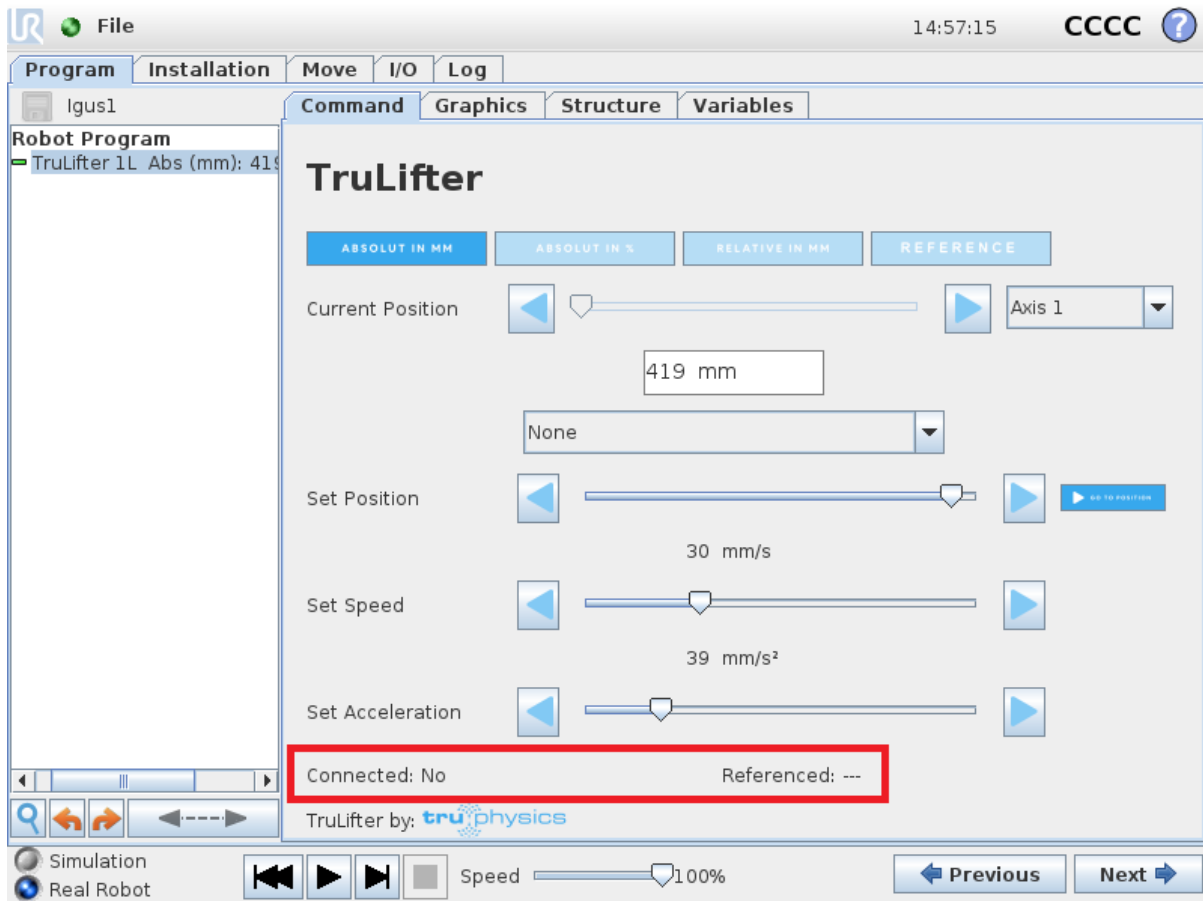 UR File 14:57:15 CCCC ?
Program Installation Move I/O Log
Igus1 Command Graphics Structure Variables
Robot Program
TruLifter 1L Abs (mm): 419
TruLifter
ABSOLUT IN MM ABSOLUT IN % RELATIVE IN MM REFERENCE
Current Position Axis 1
419 mm
None
Set Position GO TO POSITION
30 mm/s
Set Speed
39 mm/s²
Set Acceleration
Connected: No Referenced: ---
TruLifter by: truphysics
Simulation
Real Robot
Speed 100% Previous Next